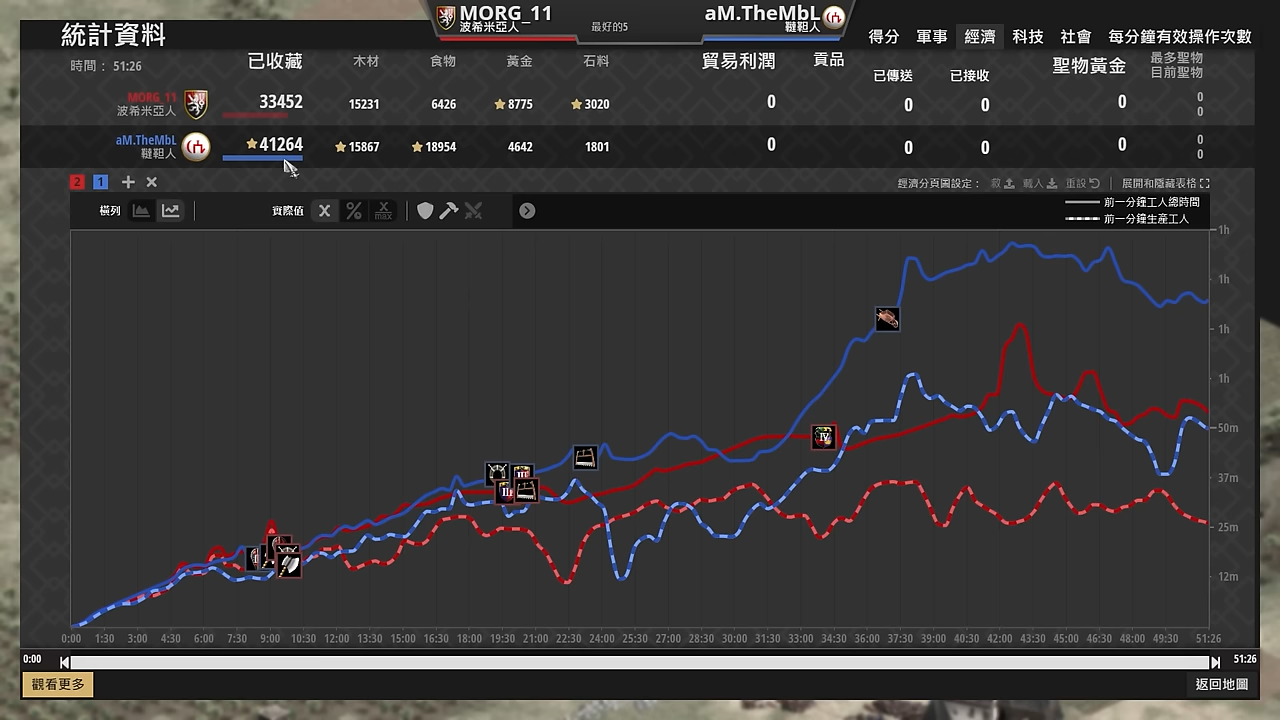 MORG_11
波希米亞人
最好的5
aM.TheMbL
韃靼人
統計資料
得分 軍事 經濟 科技 社會 每分鐘有效操作次數
時間： 51:26
已收藏 木材 食物 黃金 石料 貿易利潤 貢品 聖物黃金 最多聖物
已傳送 已接收 目前聖物
MORG_11
波希米亞人
33452 15231 6426 8775 3020 0 0 0 0 0
0
aM.TheMbL
韃靼人
41264 15867 18954 4642 1801 0 0 0 0 0
0
2 1
經濟分頁圖設定： 載入 重設 展開和隱藏表格
橫列 實際值 X % X max
前一分鐘工人總時間
前一分鐘生產工人
1h
1h
1h
1h
50m
37m
25m
12m
III
II
IV
0:00 1:30 3:00 4:30 6:00 7:30 9:00 10:30 12:00 13:30 15:00 16:30 18:00 19:30 21:00 22:30 24:00 25:30 27:00 28:30 30:00 31:30 33:00 34:30 36:00 37:30 39:00 40:30 42:00 43:30 45:00 46:30 48:00 49:30 51:26
0:00 51:26
觀看更多 返回地圖